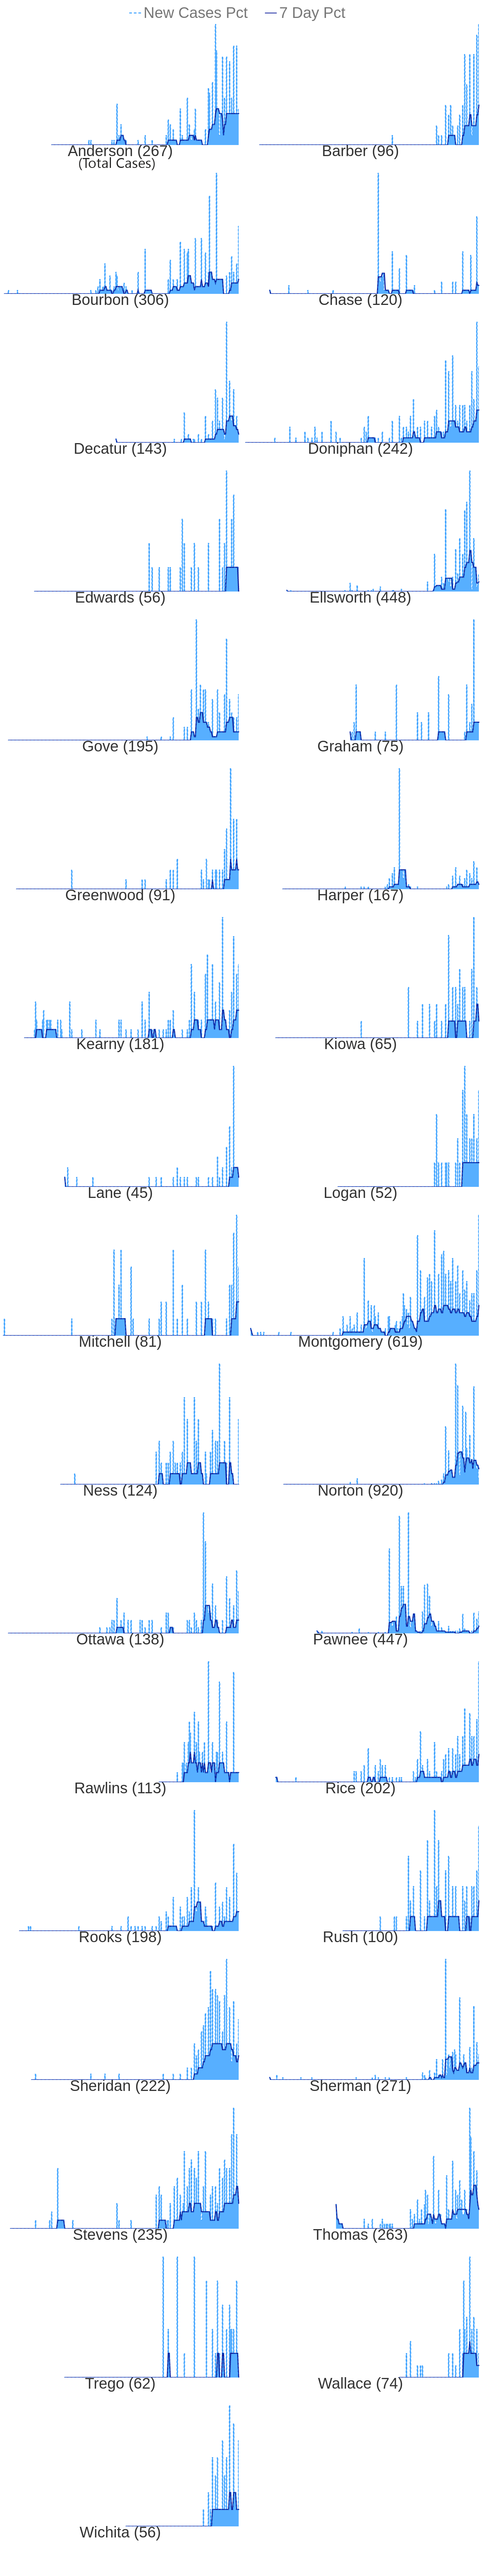 New Cases Pct 7 Day Pct
Anderson (267) Barber (96)
(Total Cases)
Bourbon (306) Chase (120)
Decatur (143) Doniphan (242)
Edwards (56) Ellsworth (448)
Gove (195) Graham (75)
Greenwood (91) Harper (167)
Kearny (181) Kiowa (65)
Lane (45) Logan (52)
Mitchell (81) Montgomery (619)
Ness (124) Norton (920)
Ottawa (138) Pawnee (447)
Rawlins (113) Rice (202)
Rooks (198) Rush (100)
Sheridan (222) Sherman (271)
Stevens (235) Thomas (263)
Trego (62) Wallace (74)
Wichita (56)